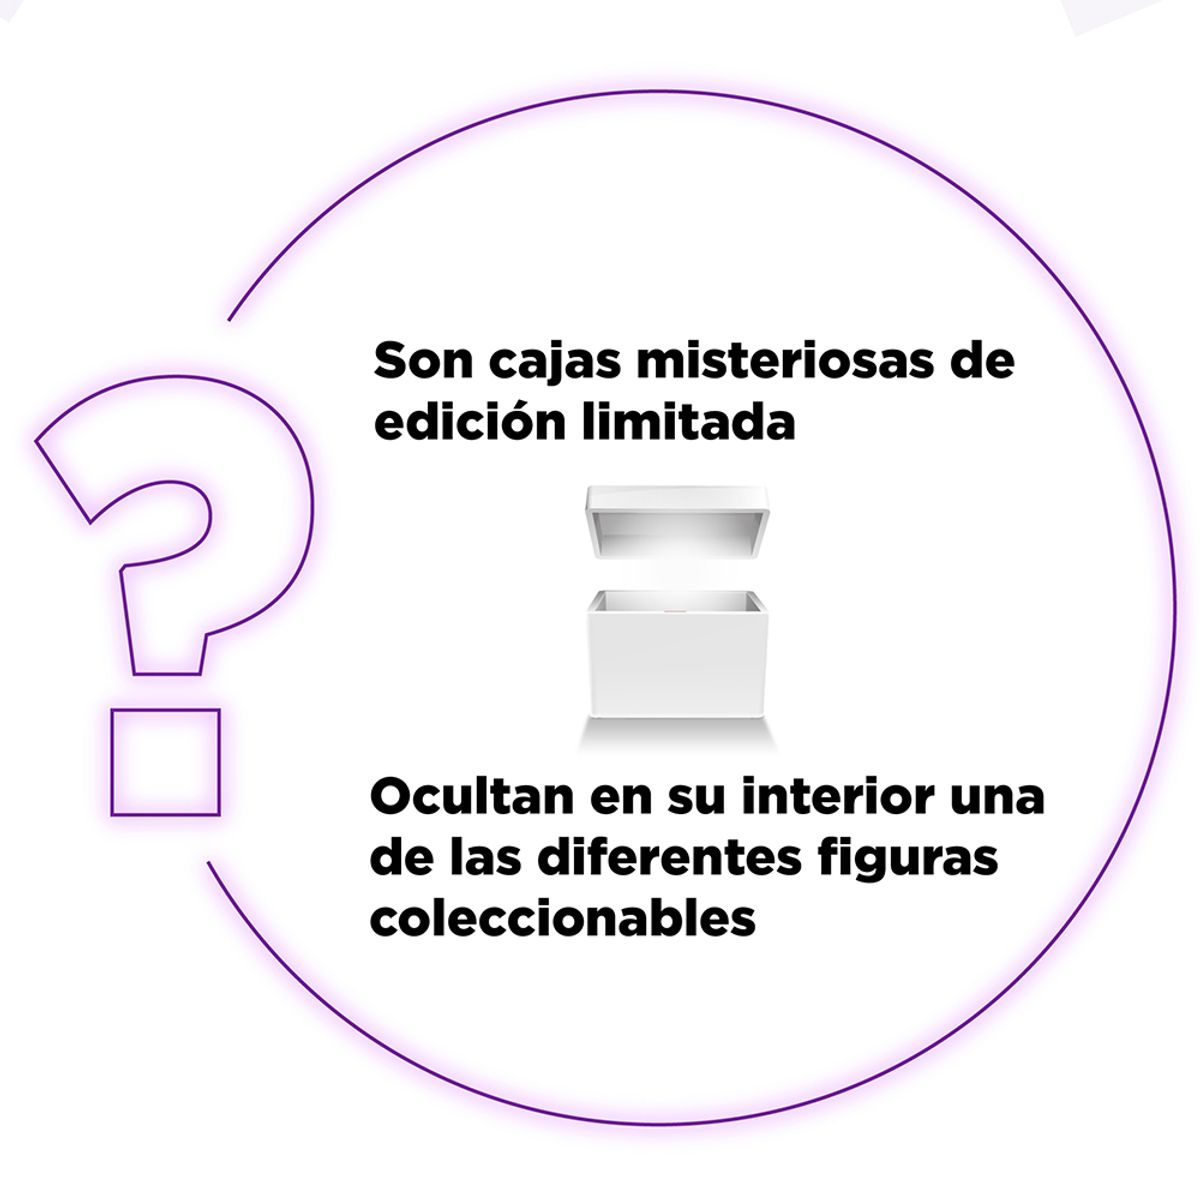 ?
Son cajas misteriosas de
edición limitada
Ocultan en su interior una
de las diferentes figuras
coleccionables